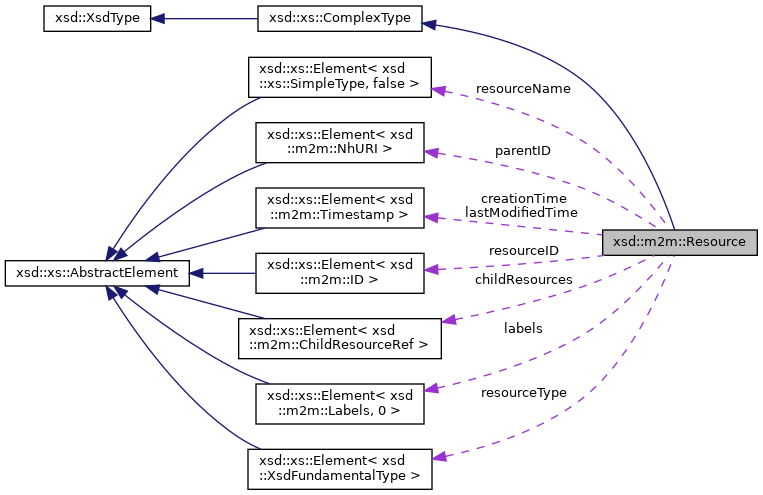 xsd::XsdType
xsd::xs::ComplexType
xsd::xs::Element< xsd
::xs::SimpleType, false >
resourceName
xsd::xs::Element< xsd
::m2m::NhURI >
parentID
xsd::xs::Element< xsd
::m2m::Timestamp >
creationTime
lastModifiedTime
xsd::m2m::Resource
xsd::xs::AbstractElement
xsd::xs::Element< xsd
::m2m::ID >
resourceID
childResources
xsd::xs::Element< xsd
::m2m::ChildResourceRef >
labels
xsd::xs::Element< xsd
::m2m::Labels, 0 >
resourceType
xsd::xs::Element< xsd
::XsdFundamentalType >